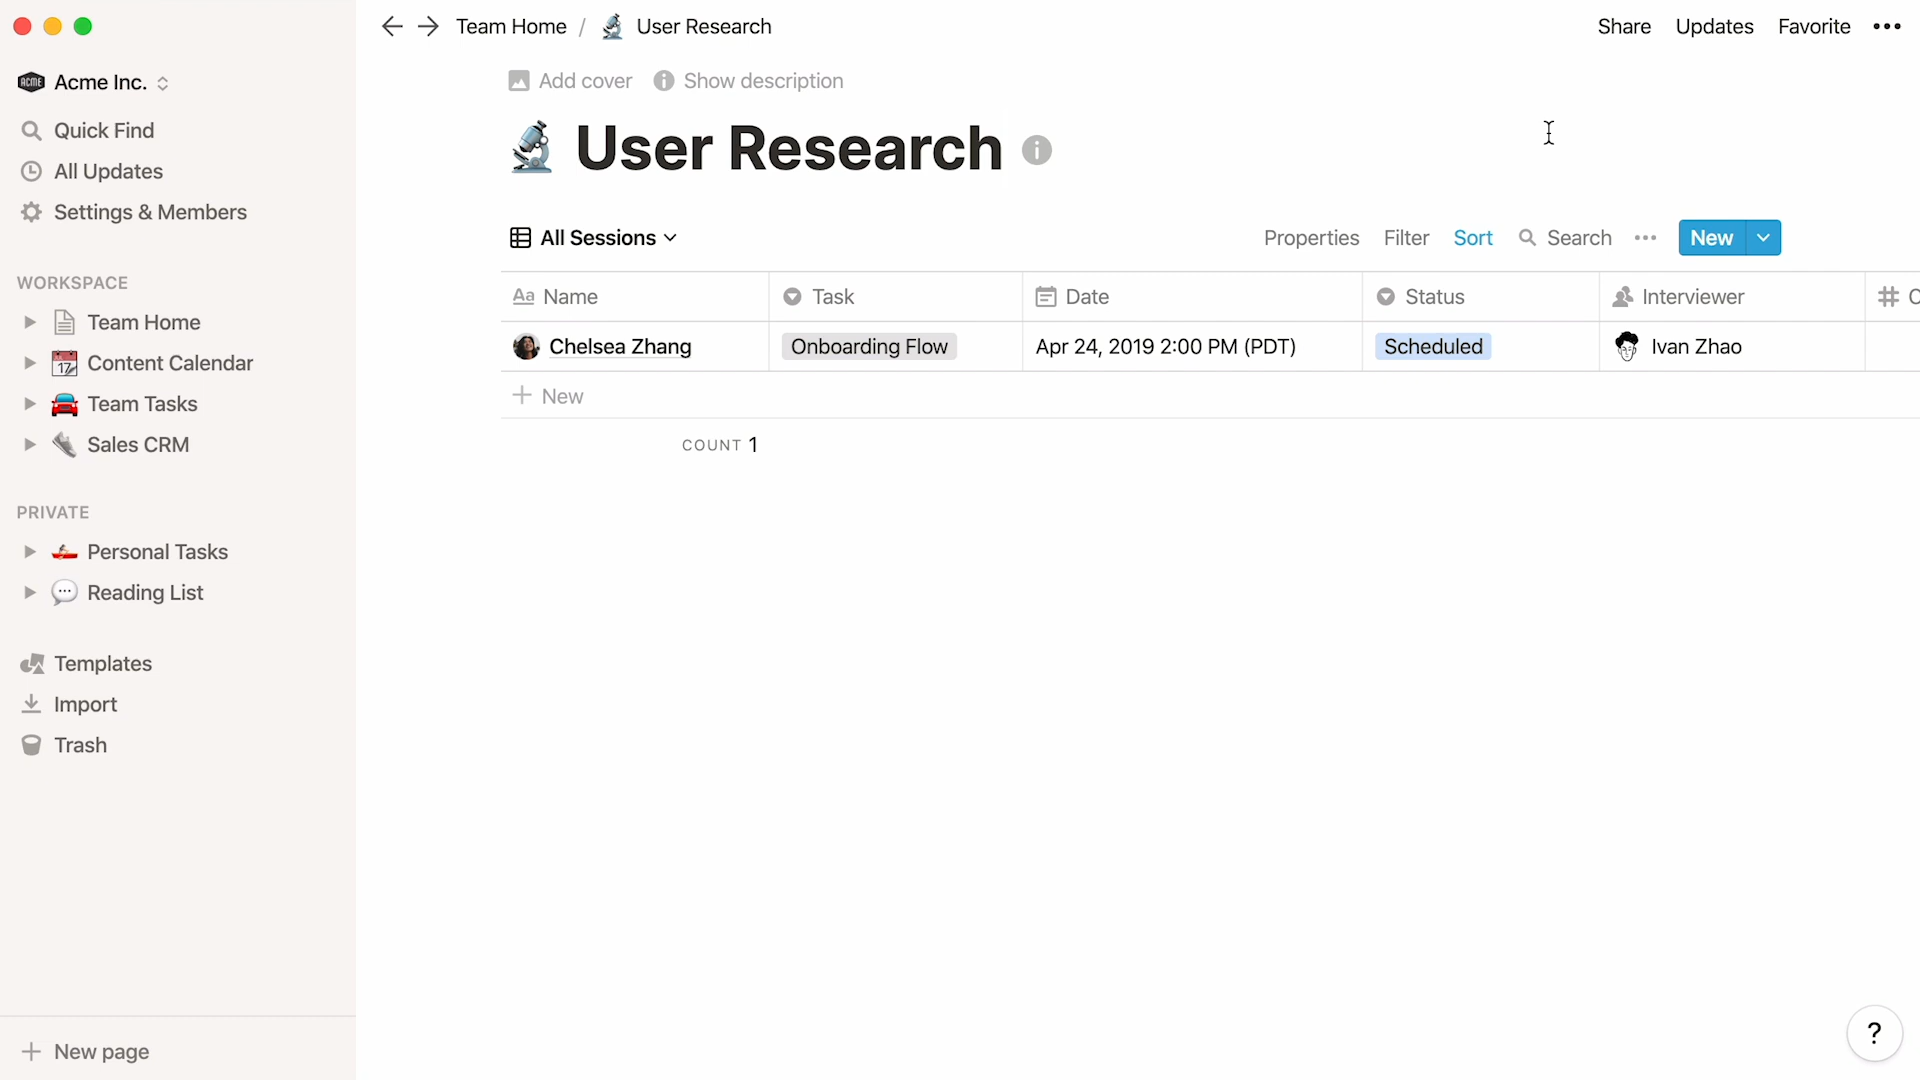 Team Home / User Research
Share Updates Favorite
ACME Acme Inc.
Quick Find
All Updates
Settings & Members
WORKSPACE
Team Home
17 Content Calendar
Team Tasks
Sales CRM
PRIVATE
Personal Tasks
Reading List
Templates
Import
Trash
New page
Add cover Show description
User Research
All Sessions
Properties Filter Sort Search New
Aa Name Task Date Status Interviewer #
Chelsea Zhang Onboarding Flow Apr 24, 2019 2:00 PM (PDT) Scheduled Ivan Zhao
+ New
COUNT 1
?